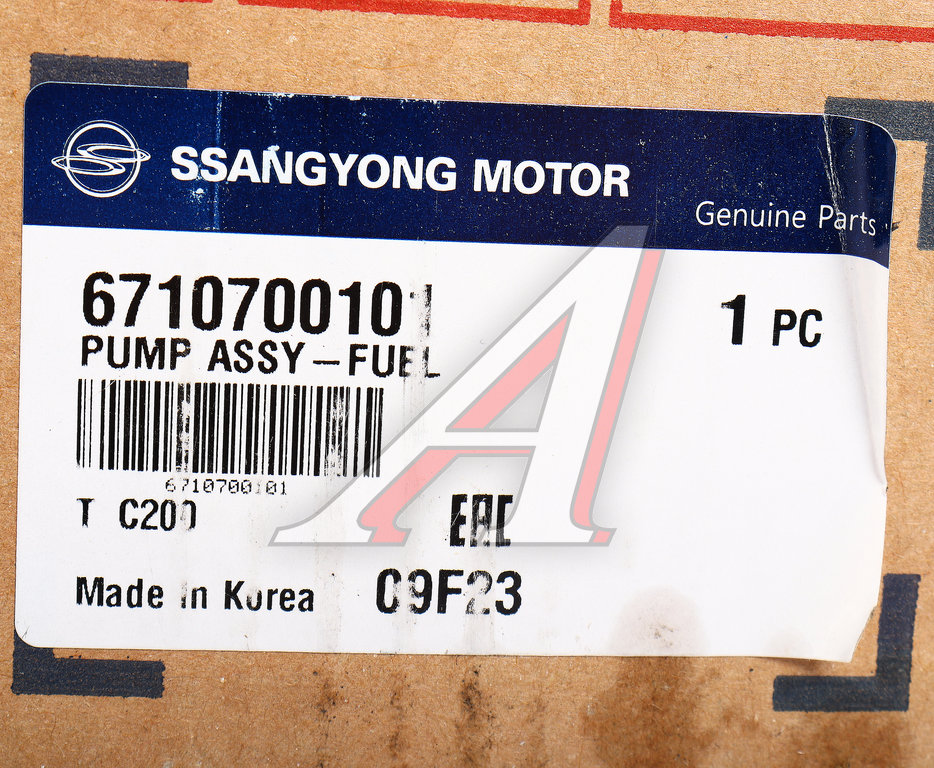 SSANGYONG MOTOR
Genuine Parts
6710700101
1 PC
PUMP ASSY-FUEL
6710700101
T C200
EAC
Made in Korea 09F23